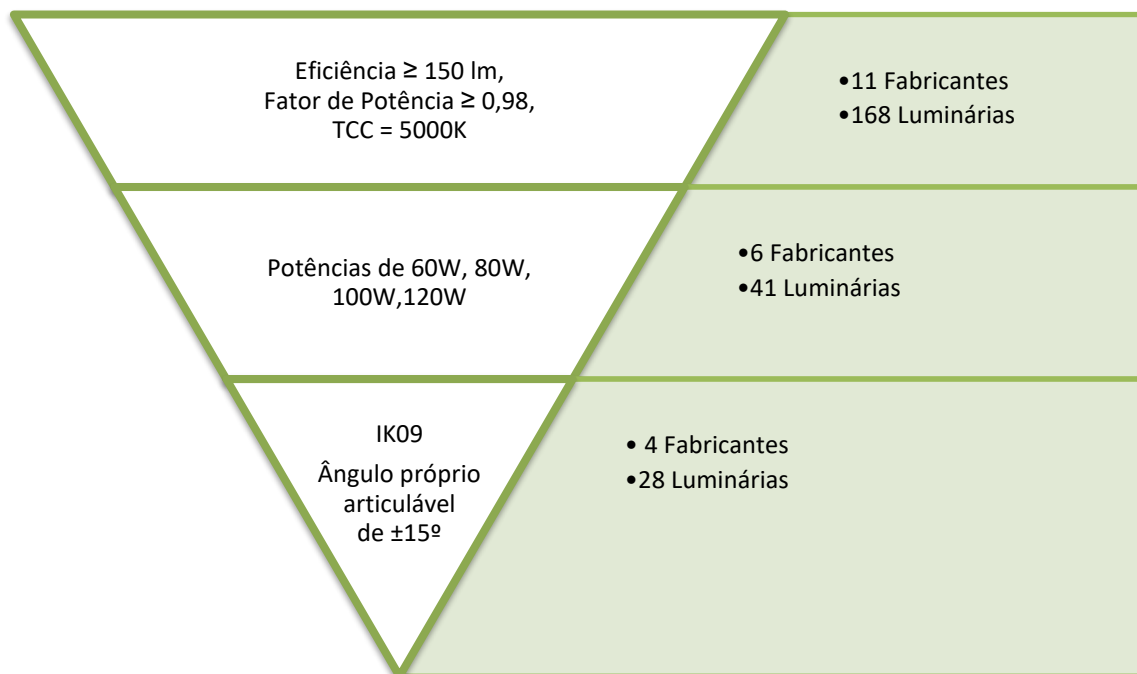 Eficiência ≥ 150 lm,
Fator de Potência ≥ 0,98,
TCC = 5000K
•11 Fabricantes
•168 Luminárias
Potências de 60W, 80W,
100W,120W
•6 Fabricantes
•41 Luminárias
IK09
Ângulo próprio
articulável
de ±15º
• 4 Fabricantes
•28 Luminárias